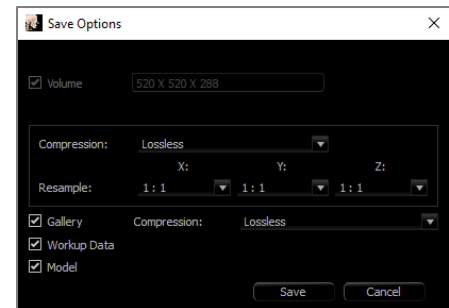 Save Options
Volume 520 X 520 X 288
Compression: Lossless
X: Y: Z:
Resample: 1 : 1 1 : 1 1 : 1
Gallery Compression: Lossless
Workup Data
Model
Save Cancel